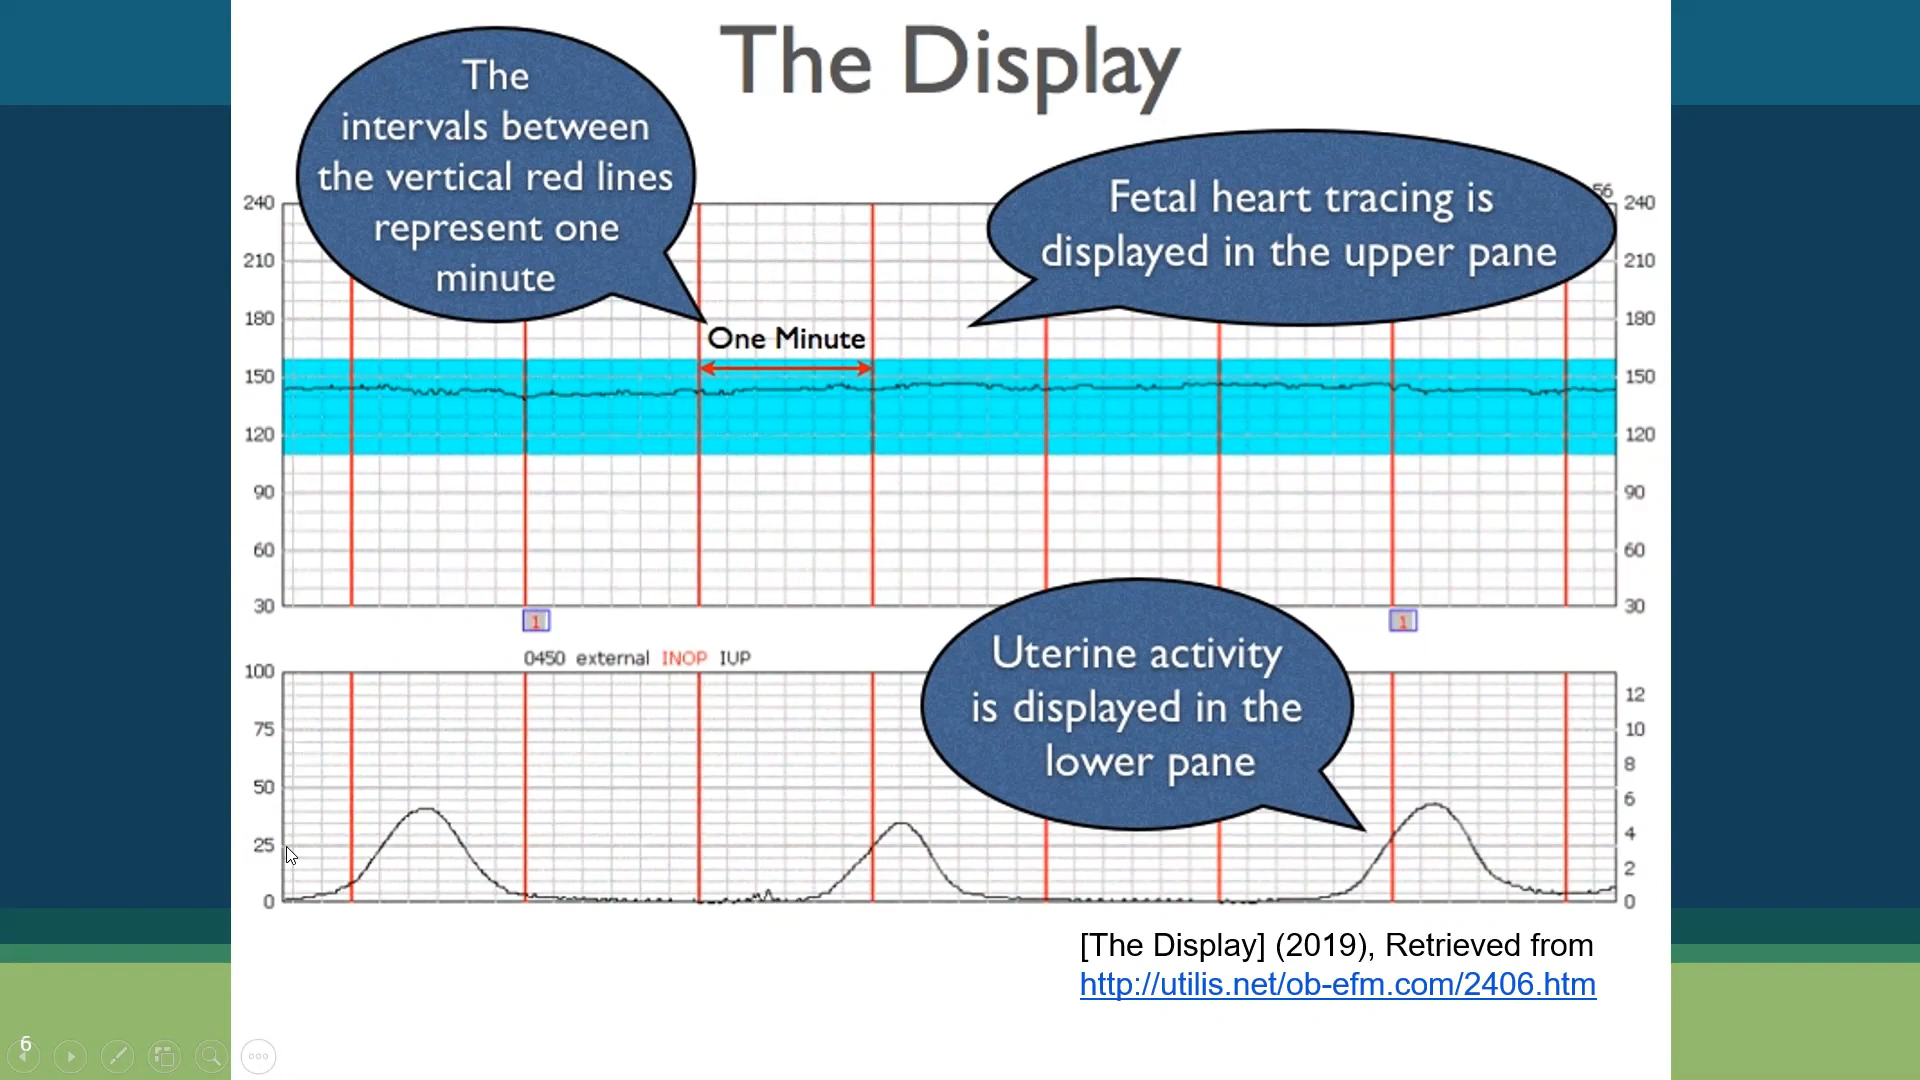 The Display
The
intervals between
the vertical red lines
represent one
minute
Fetal heart tracing is
displayed in the upper pane
56
240 240
210 210
180 180
One Minute
150 150
120 120
90 90
60 60
30 30
1 1
0450 external INOP IUP
Uterine activity
is displayed in the
lower pane
100
12
75 10
8
50
6
4
25
2
0 0
[The Display] (2019), Retrieved from
http://utilis.net/ob-efm.com/2406.htm
6